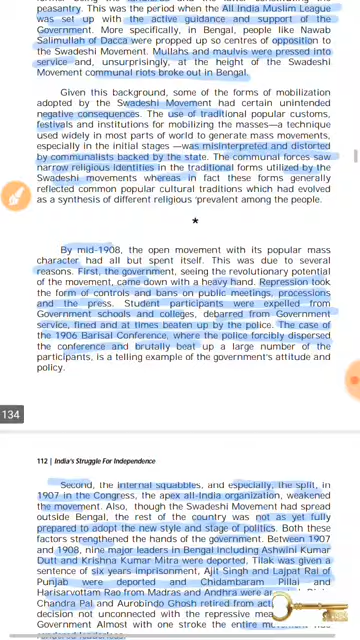 peasantry. This was the period when the All India Muslim League
was set up with the active guidance and support of the
Government. More specifically, in Bengal, people like Nawab
Salimullah of Dacca were propped up so centres of opposition to
the Swadeshi Movement. Mullahs and maulvis were pressed into
service and, unsurprisingly, at the height of the Swadeshi
Movement communal riots broke out in Bengal.
Given this background, some of the forms of mobilization
adopted by the Swadeshi Movement had certain unintended
negative consequences. The use of traditional popular customs,
festivals and institutions for mobilizing the masses—a technique
used widely in most parts of world to generate mass movements,
especially in the initial stages —was misinterpreted and distorted
by communalists backed by the state. The communal forces saw
narrow religious identities in the traditional forms utilized by the
Swadeshi movements whereas in fact these forms generally
reflected common popular cultural traditions which had evolved
as a synthesis of different religious 'prevalent among the people.
*
By mid-1908, the open movement with its popular mass
character had all but spent itself. This was due to several
reasons. First, the government, seeing the revolutionary potential
of the movement, came down with a heavy hand. Repression took
the form of controls and bans on public meetings, processions
and the press. Student participants were expelled from
Government schools and colleges, debarred from Government
service, fined and at times beaten up by the police. The case of
the 1906 Barisal Conference, where the police forcibly dispersed
the conference and brutally beat up a large number of the
participants, is a telling example of the government's attitude and
policy.
134
112 | India's Struggle For Independence
Second, the internal squabbles, and especially, the split, in
1907 in the Congress, the apex all-India organization, weakened
the movement. Also, though the Swadeshi Movement had spread
outside Bengal, the rest of the country was not as yet fully
prepared to adopt the new style and stage of politics. Both these
factors strengthened the hands of the government. Between 1907
and 1908, nine major leaders in Bengal including Ashwini Kumar
Dutt and Krishna Kumar Mitra were deported, Tilak was given a
sentence of six years imprisonment, Ajit Singh and Lajpat Rai of
Punjab were deported and Chidambaram Pillai and
Harisarvottam Rao from Madras and Andhra were
Chandra Pal and Aurobindo Ghosh retired from
decision not unconnected with the repressive
Government Almost with one stroke the entire movement